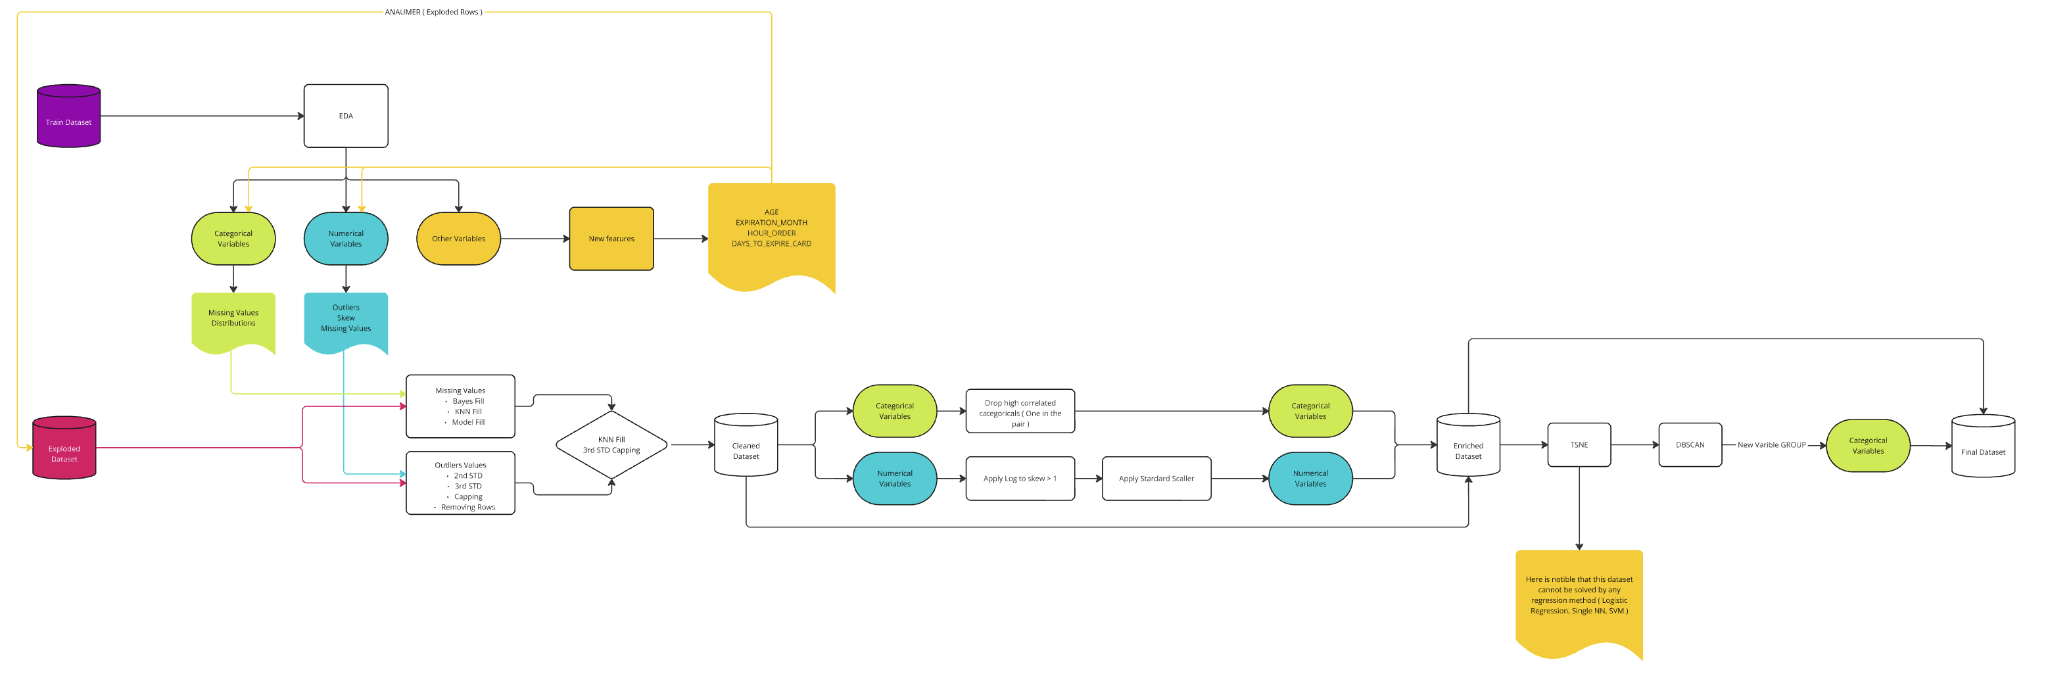 ANAUMER ( Exploded Rows )
Train Dataset
EDA
Categorical
Variables
Numerical
Variables
Other Variables
New features
AGE
EXPIRATION_MONTH
HOUR_ORDER
DAYS_TO_EXPIRE_CARD
Missing Values
Distributions
Outliers
Skew
Missing Values
Exploded
Dataset
Missing Values
• Bayes Fill
• KNN Fill
• Model Fill
Outliers Values
• 2nd STD
• 3rd STD
• Capping
• Removing Rows
KNN Fill
3rd STD Capping
Cleaned
Dataset
Categorical
Variables
Drop high correlated
categoricals ( One in the
pair )
Categorical
Variables
Numerical
Variables
Apply Log to skew > 1
Apply Stardard Scaller
Numerical
Variables
Enriched
Dataset
TSNE
DBSCAN
New Varible GROUP
Categorical
Variables
Final Dataset
Here is notible that this dataset
cannot be solved by any
regression method ( Logistic
Regression, Single NN, SVM )